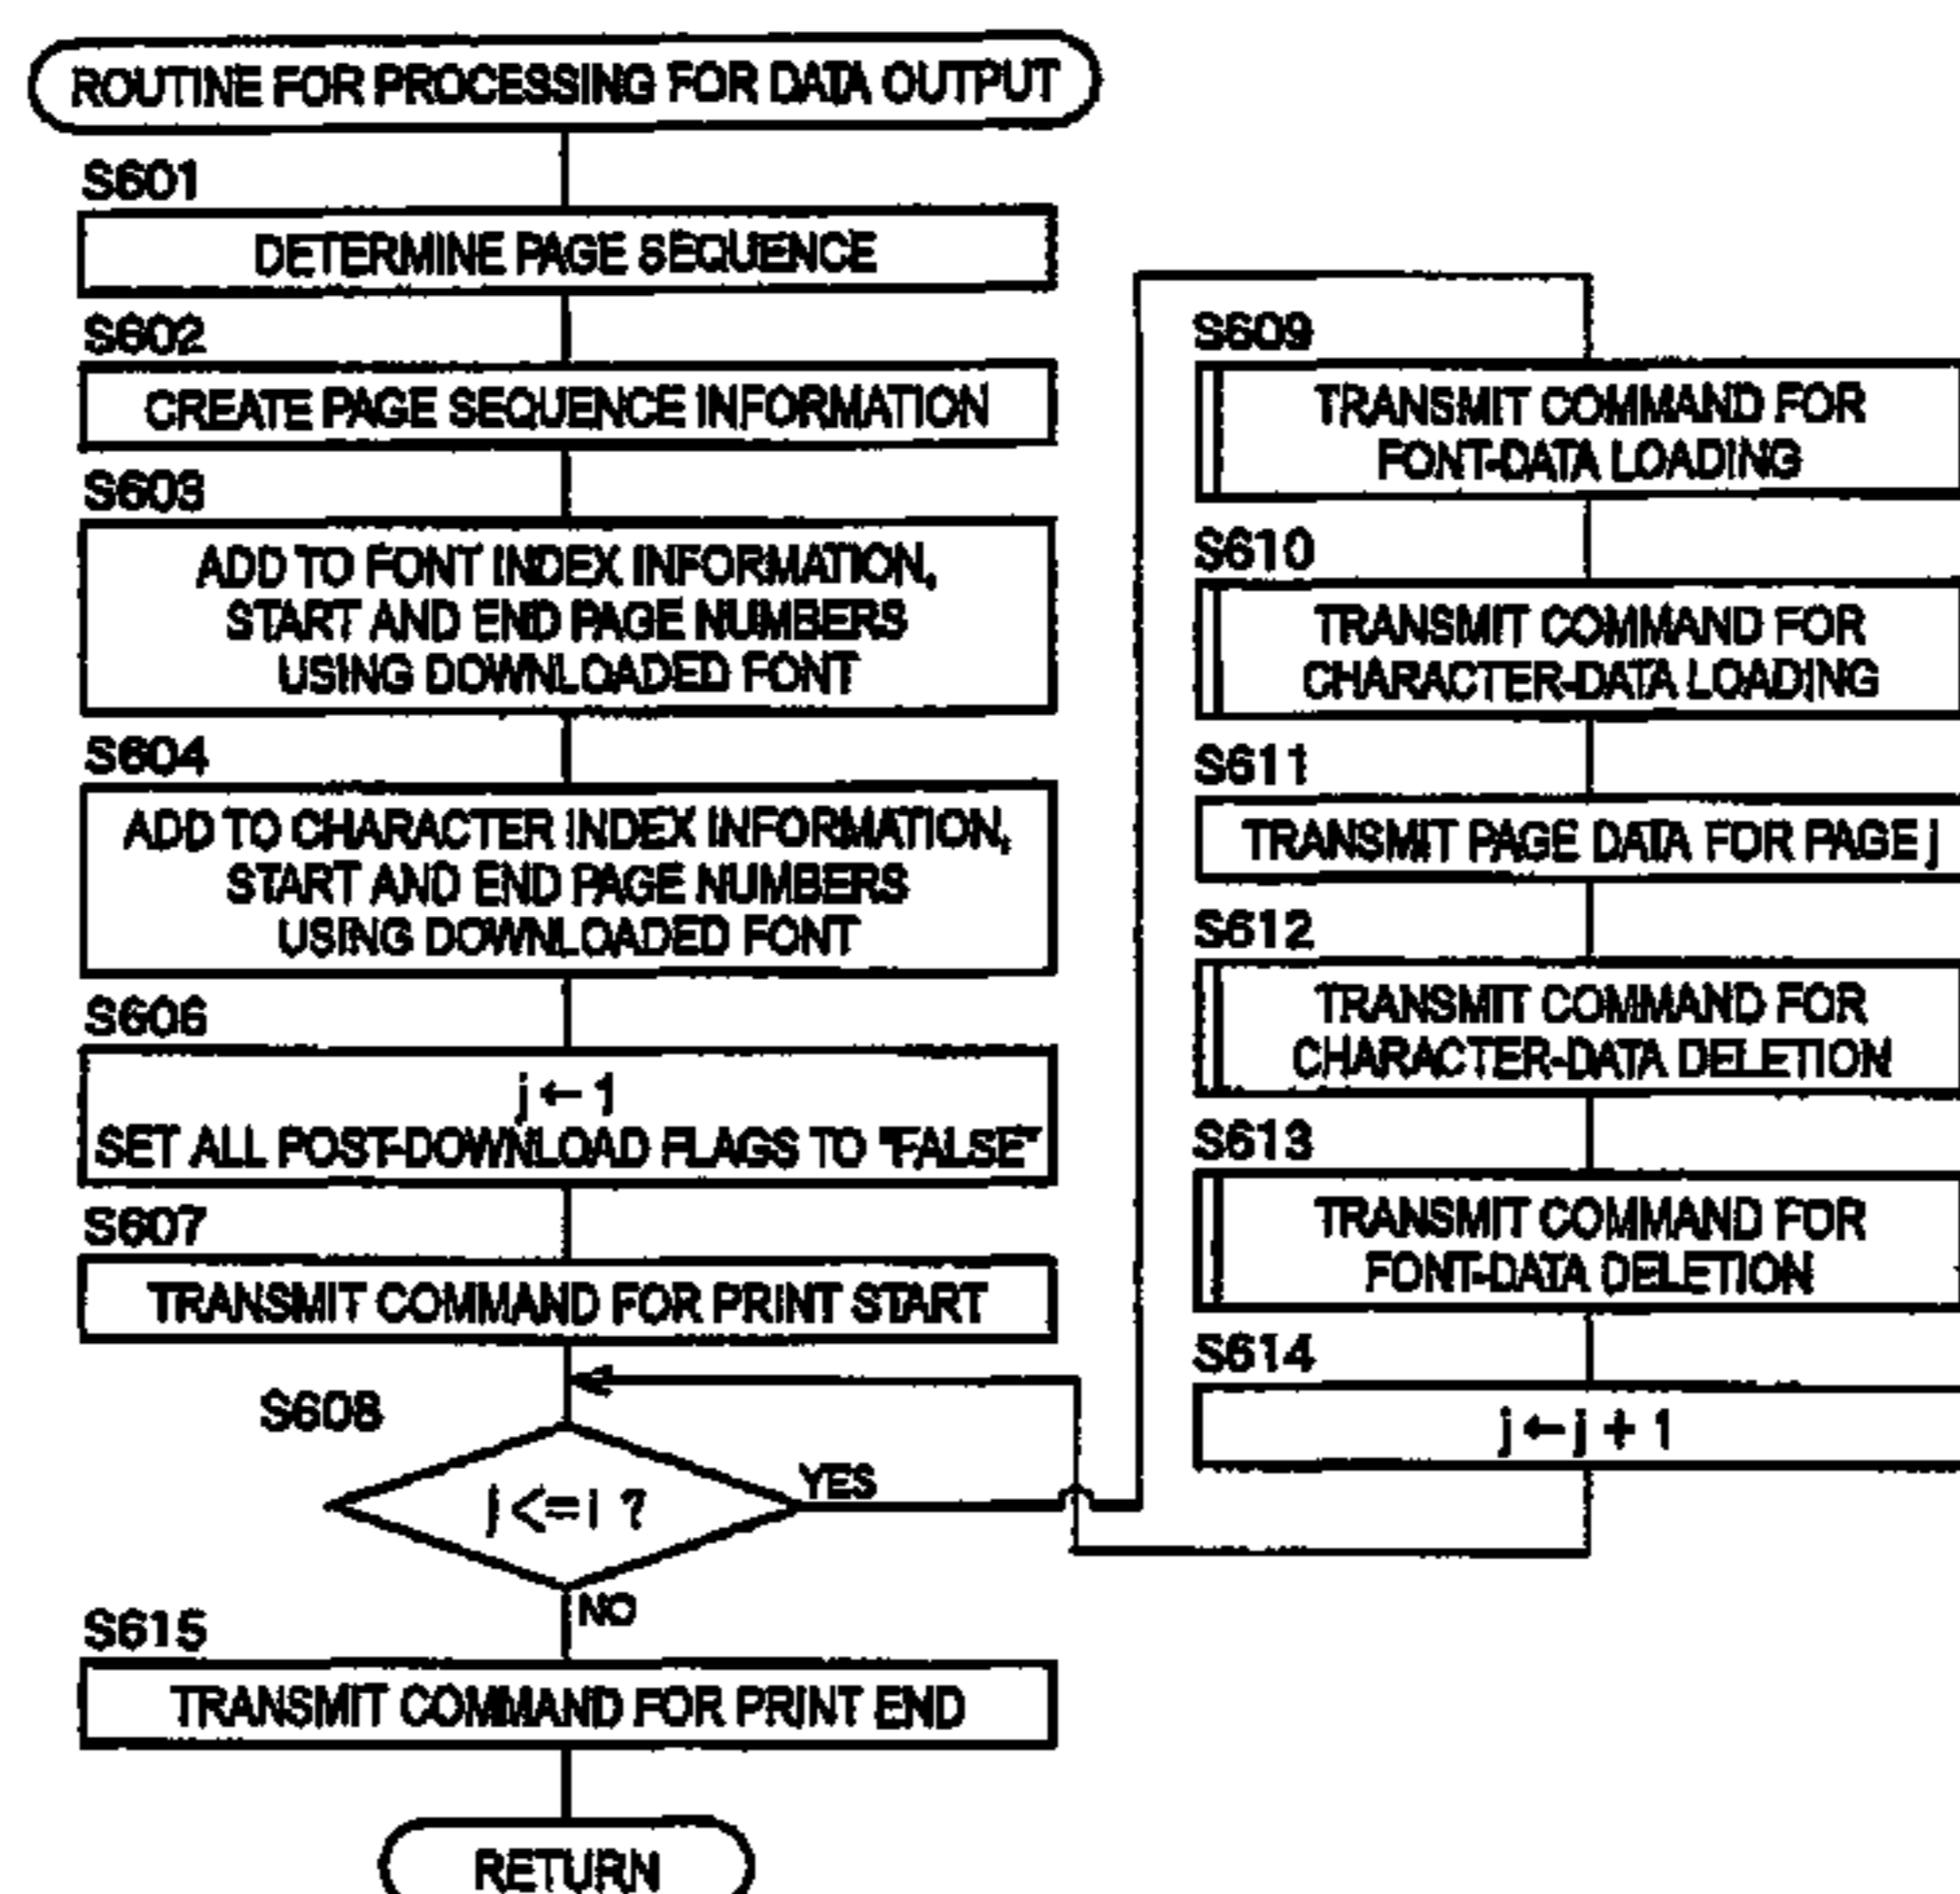 ROUTINE FOR PROCESSING FOR DATA OUTPUT
S601
DETERMINE PAGE SEQUENCE
S602
CREATE PAGE SEQUENCE INFORMATION
S603
ADD TO FONT INDEX INFORMATION,
START AND END PAGE NUMBERS
USING DOWNLOADED FONT
S604
ADD TO CHARACTER INDEX INFORMATION,
START AND END PAGE NUMBERS
USING DOWNLOADED FONT
S606
j ← 1
SET ALL POST-DOWNLOAD FLAGS TO "FALSE"
S607
TRANSMIT COMMAND FOR PRINT START
S608
j <= i ?
YES
NO
S609
TRANSMIT COMMAND FOR
FONT-DATA LOADING
S610
TRANSMIT COMMAND FOR
CHARACTER-DATA LOADING
S611
TRANSMIT PAGE DATA FOR PAGE j
S612
TRANSMIT COMMAND FOR
CHARACTER-DATA DELETION
S613
TRANSMIT COMMAND FOR
FONT-DATA DELETION
S614
j ← j + 1
S615
TRANSMIT COMMAND FOR PRINT END
RETURN